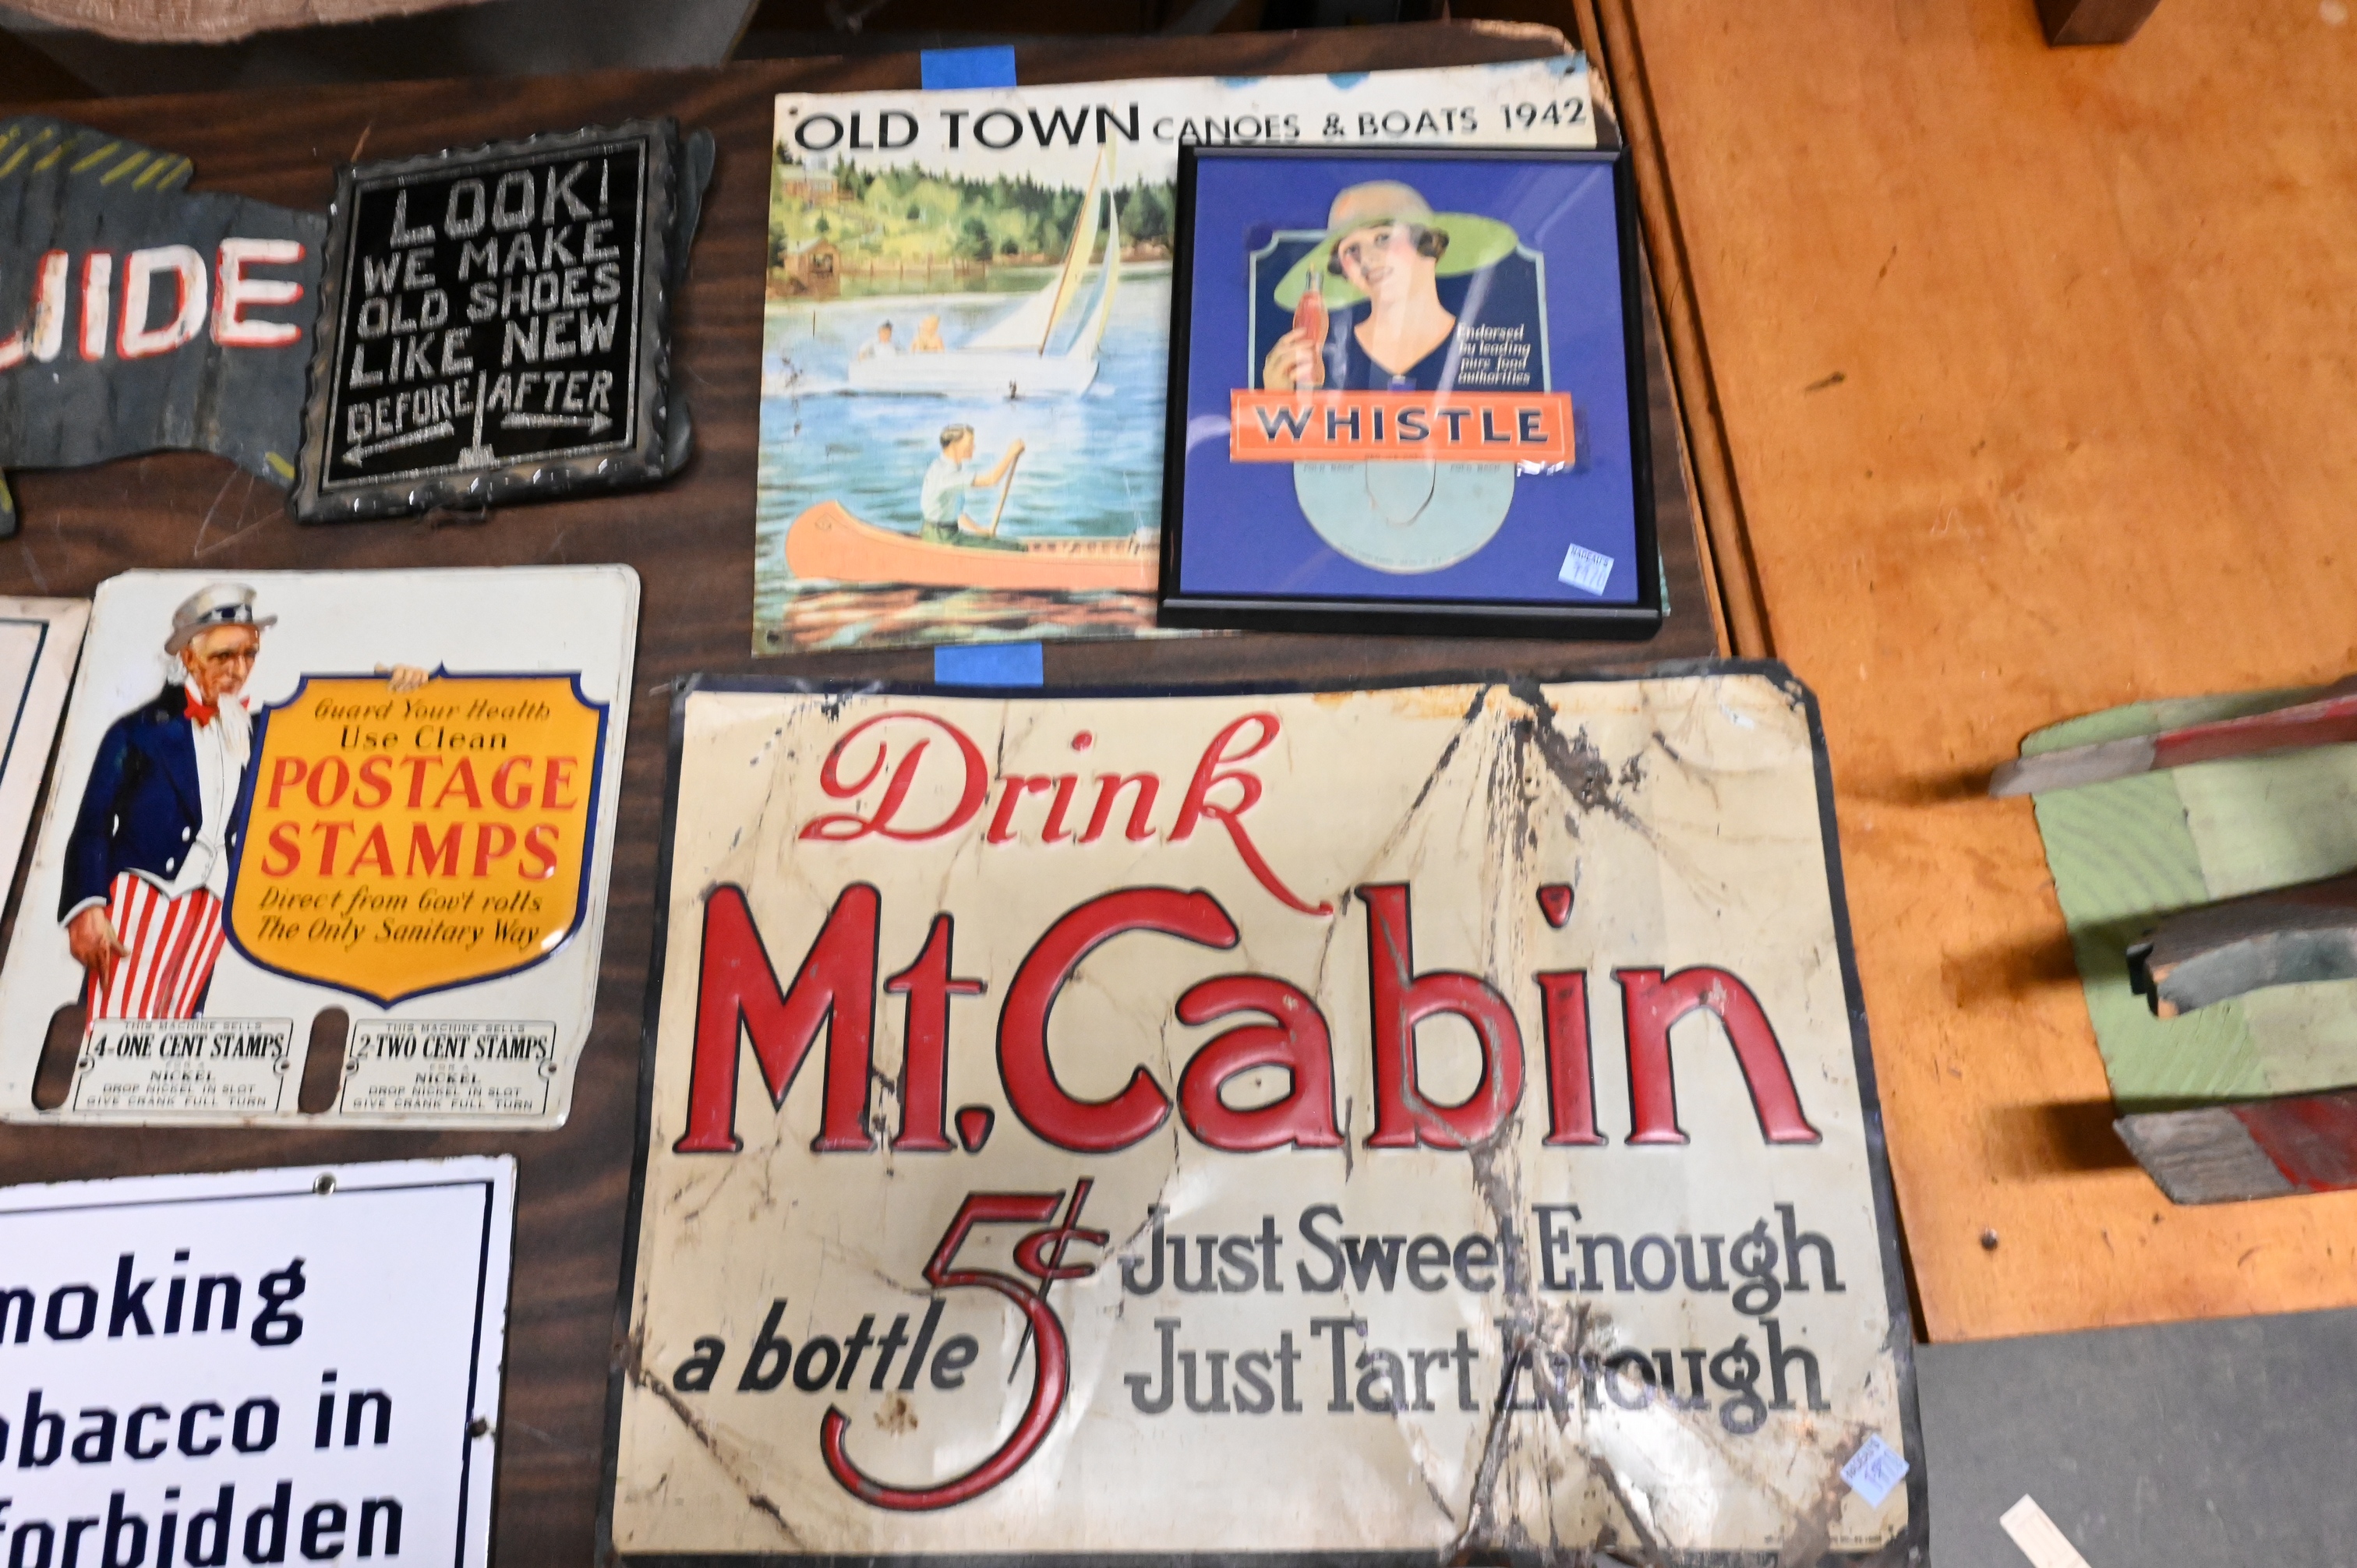 UIDE
LOOK!
WE MAKE
OLD SHOES
LIKE NEW
BEFORE AFTER
OLD TOWN CANOES & BOATS 1942
Endorsed
by leading
pure food
authorities
WHISTLE
Guard Your Health
Use Clean
POSTAGE
STAMPS
Direct from Gov't rolls
The Only Sanitary Way
THIS MACHINE SELLS
4-ONE CENT STAMPS
FOR A
NICKEL
DROP NICKEL IN SLOT
GIVE CRANK FULL TURN
THIS MACHINE SELLS
2-TWO CENT STAMPS
FOR A
NICKEL
DROP NICKEL IN SLOT
GIVE CRANK FULL TURN
Drink
Mt. Cabin
5¢
a bottle
Just Sweet Enough
Just Tart Enough
moking
obacco in
forbidden